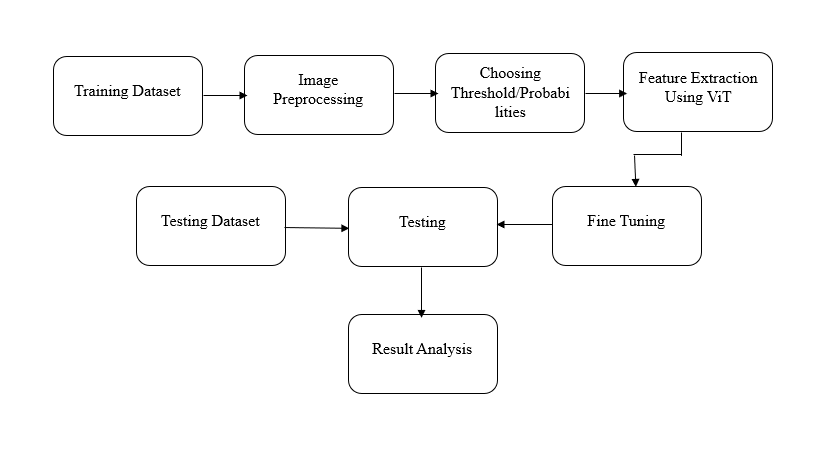 Training Dataset
Image
Preprocessing
Choosing
Threshold/Probabi
lities
Feature Extraction
Using ViT
Testing Dataset
Testing
Fine Tuning
Result Analysis